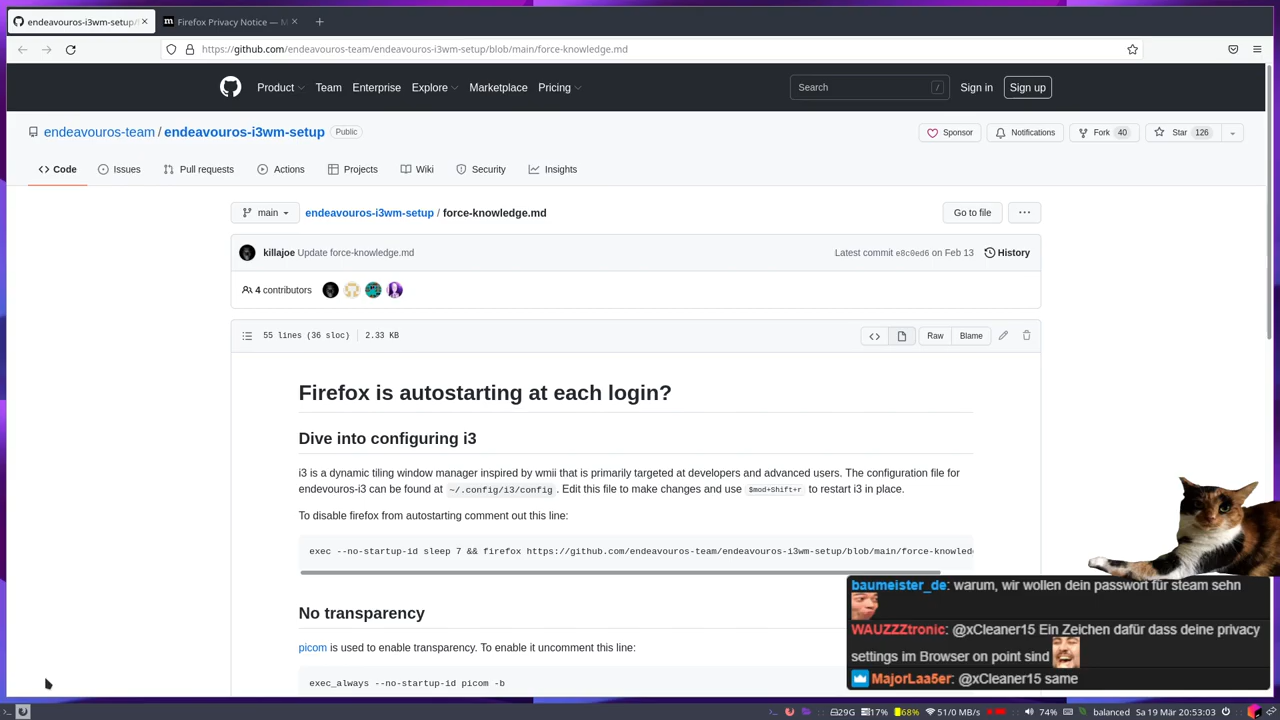 endeavouros-i3wm-setup/
Firefox Privacy Notice — M
https://github.com/endeavouros-team/endeavouros-i3wm-setup/blob/main/force-knowledge.md
Product
Team
Enterprise
Explore
Marketplace
Pricing
Search
/
Sign in
Sign up
endeavouros-team / endeavouros-i3wm-setup
Public
Sponsor
Notifications
Fork 40
Star 126
Code
Issues
Pull requests
Actions
Projects
Wiki
Security
Insights
main
endeavouros-i3wm-setup / force-knowledge.md
Go to file
killajoe Update force-knowledge.md
Latest commit e8c0ed6 on Feb 13
History
4 contributors
55 lines (36 sloc)
2.33 KB
Raw
Blame
Firefox is autostarting at each login?
Dive into configuring i3
i3 is a dynamic tiling window manager inspired by wmii that is primarily targeted at developers and advanced users. The configuration file for
endevouros-i3 can be found at ~/.config/i3/config . Edit this file to make changes and use $mod+Shift+r to restart i3 in place.
To disable firefox from autostarting comment out this line:
exec --no-startup-id sleep 7 && firefox https://github.com/endeavouros-team/endeavouros-i3wm-setup/blob/main/force-knowled
No transparency
picom is used to enable transparency. To enable it uncomment this line:
exec_always --no-startup-id picom -b
baumeister_de: warum, wir wollen dein passwort für steam sehn
WAUZZZtronic: @xCleaner15 Ein Zeichen dafür dass deine privacy
settings im Browser on point sind
MajorLaa5er: @xCleaner15 same
29G
17%
68%
51/0 MB/s
74%
balanced
Sa 19 Mär 20:53:03